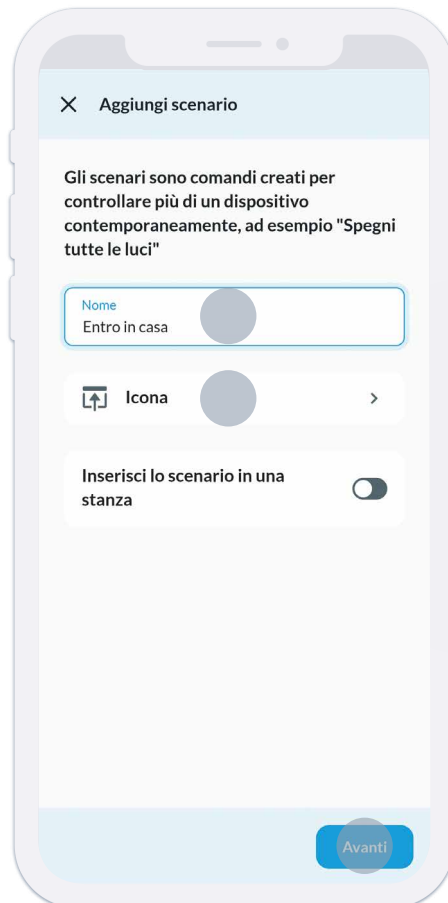 Aggiungi scenario
Gli scenari sono comandi creati per
controllare più di un dispositivo
contemporaneamente, ad esempio "Spegni
tutte le luci"
Nome
Entro in casa
Icona
Inserisci lo scenario in una
stanza
Avanti